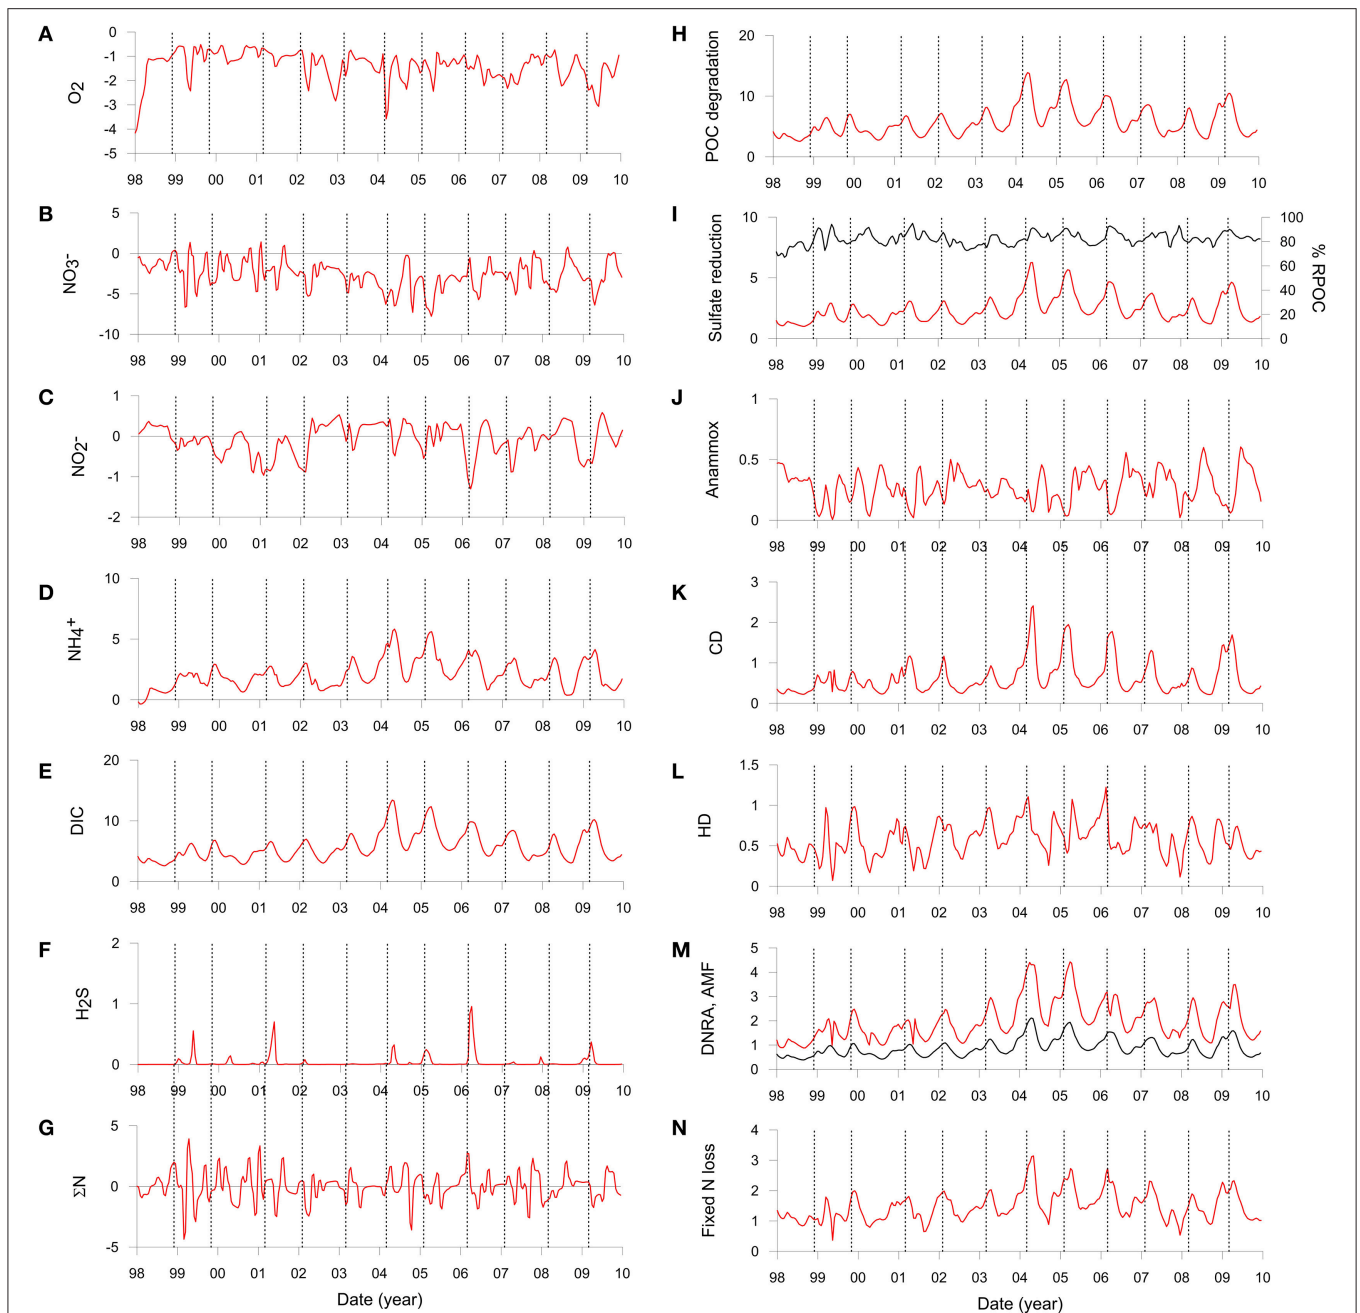 A
O2
0
-1
-2
-3
-4
-5
98 99 00 01 02 03 04 05 06 07 08 09 10
B
NO3-
5
0
-5
-10
98 99 00 01 02 03 04 05 06 07 08 09 10
C
NO2-
1
0
-1
-2
98 99 00 01 02 03 04 05 06 07 08 09 10
D
NH4+
10
5
0
98 99 00 01 02 03 04 05 06 07 08 09 10
E
DIC
20
10
0
98 99 00 01 02 03 04 05 06 07 08 09 10
F
H2S
2
1
0
98 99 00 01 02 03 04 05 06 07 08 09 10
G
ΣN
5
0
-5
98 99 00 01 02 03 04 05 06 07 08 09 10
Date (year)
H
POC degradation
20
10
0
98 99 00 01 02 03 04 05 06 07 08 09 10
I
Sulfate reduction
10
5
0
100
80
60
40
20
0
% RPOC
98 99 00 01 02 03 04 05 06 07 08 09 10
J
Anammox
1
0.5
0
98 99 00 01 02 03 04 05 06 07 08 09 10
K
CD
3
2
1
0
98 99 00 01 02 03 04 05 06 07 08 09 10
L
HD
1.5
1
0.5
0
98 99 00 01 02 03 04 05 06 07 08 09 10
M
DNRA, AMF
5
4
3
2
1
0
98 99 00 01 02 03 04 05 06 07 08 09 10
N
Fixed N loss
4
3
2
1
0
98 99 00 01 02 03 04 05 06 07 08 09 10
Date (year)